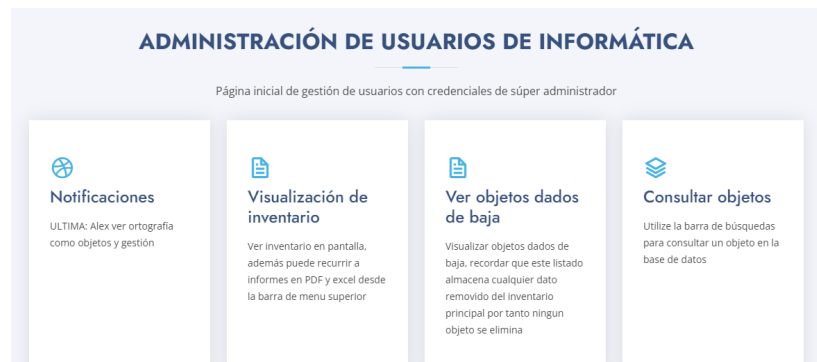 ADMINISTRACIÓN DE USUARIOS DE INFORMÁTICA
Página inicial de gestión de usuarios con credenciales de súper administrador
Notificaciones
ULTIMA: Alex ver ortografía
como objetos y gestión
Visualización de
inventario
Ver inventario en pantalla,
además puede recurrir a
informes en PDF y excel desde
la barra de menu superior
Ver objetos dados
de baja
Visualizar objetos dados de
baja, recordar que este listado
almacena cualquier dato
removido del inventario
principal por tanto ningun
objeto se elimina
Consultar objetos
Utilize la barra de búsquedas
para consultar un objeto en la
base de datos